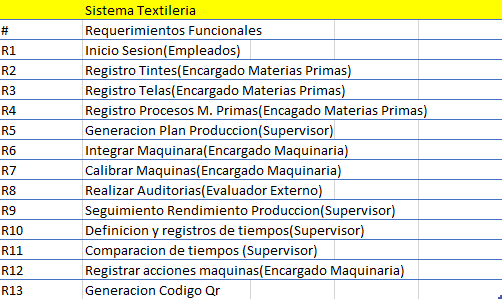 Sistema Textileria
# Requerimientos Funcionales
R1 Inicio Sesion(Empleados)
R2 Registro Tintes(Encargado Materias Primas)
R3 Registro Telas(Encargado Materias Primas)
R4 Registro Procesos M. Primas(Encagado Materias Primas)
R5 Generacion Plan Produccion(Supervisor)
R6 Integrar Maquinara(Encargado Maquinaria)
R7 Calibrar Maquinas(Encargado Maquinaria)
R8 Realizar Auditorias(Evaluador Externo)
R9 Seguimiento Rendimiento Produccion(Supervisor)
R10 Definicion y registros de tiempos(Supervisor)
R11 Comparacion de tiempos (Supervisor)
R12 Registrar acciones maquinas(Encargado Maquinaria)
R13 Generacion Codigo Qr